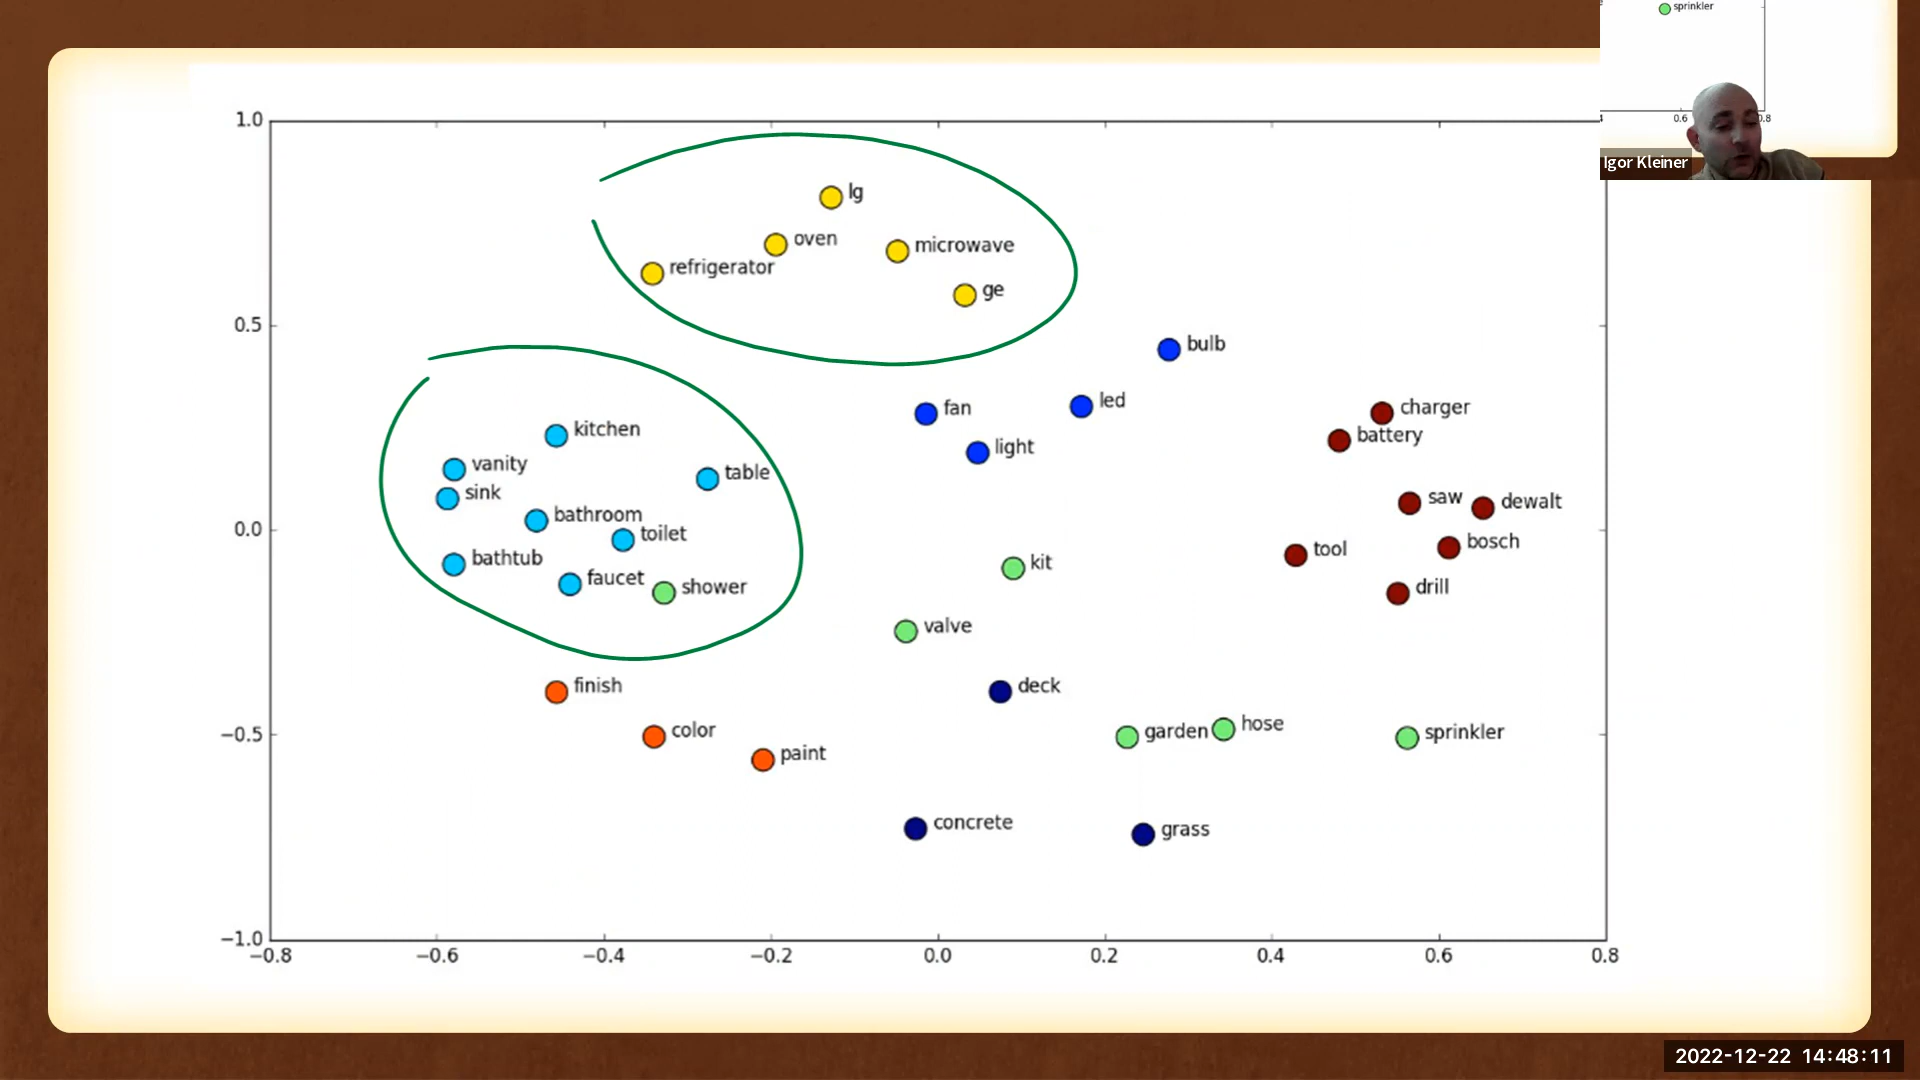 sprinkler
0.6
0.8
Igor Kleiner
1.0
lg
oven
microwave
refrigerator
ge
0.5
bulb
led
fan
charger
battery
kitchen
light
vanity
table
sink
saw
dewalt
bathroom
0.0
toilet
bosch
tool
bathtub
kit
faucet
shower
drill
valve
finish
deck
color
garden
hose
sprinkler
−0.5
paint
concrete
grass
−1.0
−0.8
−0.6
−0.4
−0.2
0.0
0.2
0.4
0.6
0.8
2022-12-22 14:48:11